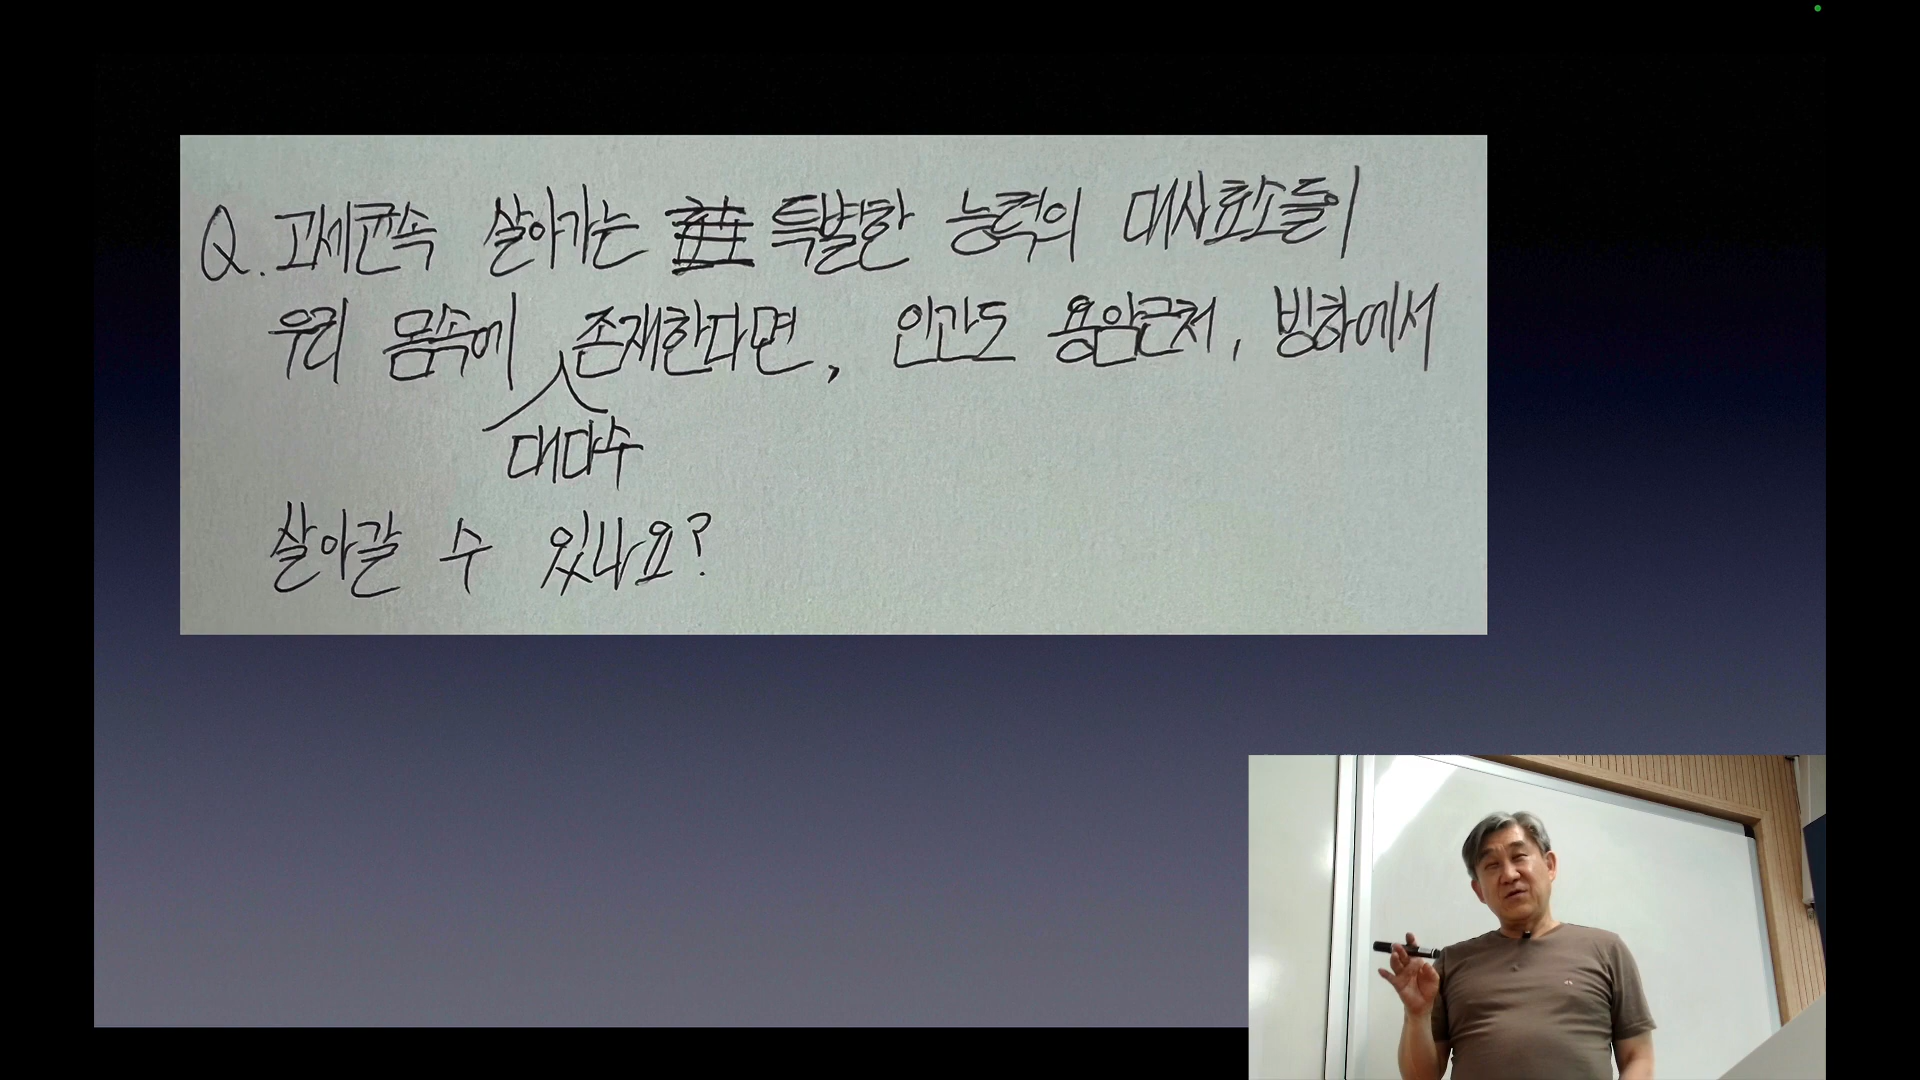 Q. 고세균속 살아가는 특별한 능력의 대사효소들이
우리 몸속에 존재한다면, 인간도 용암근처, 빙하에서
대다수
살아갈 수 있나요?